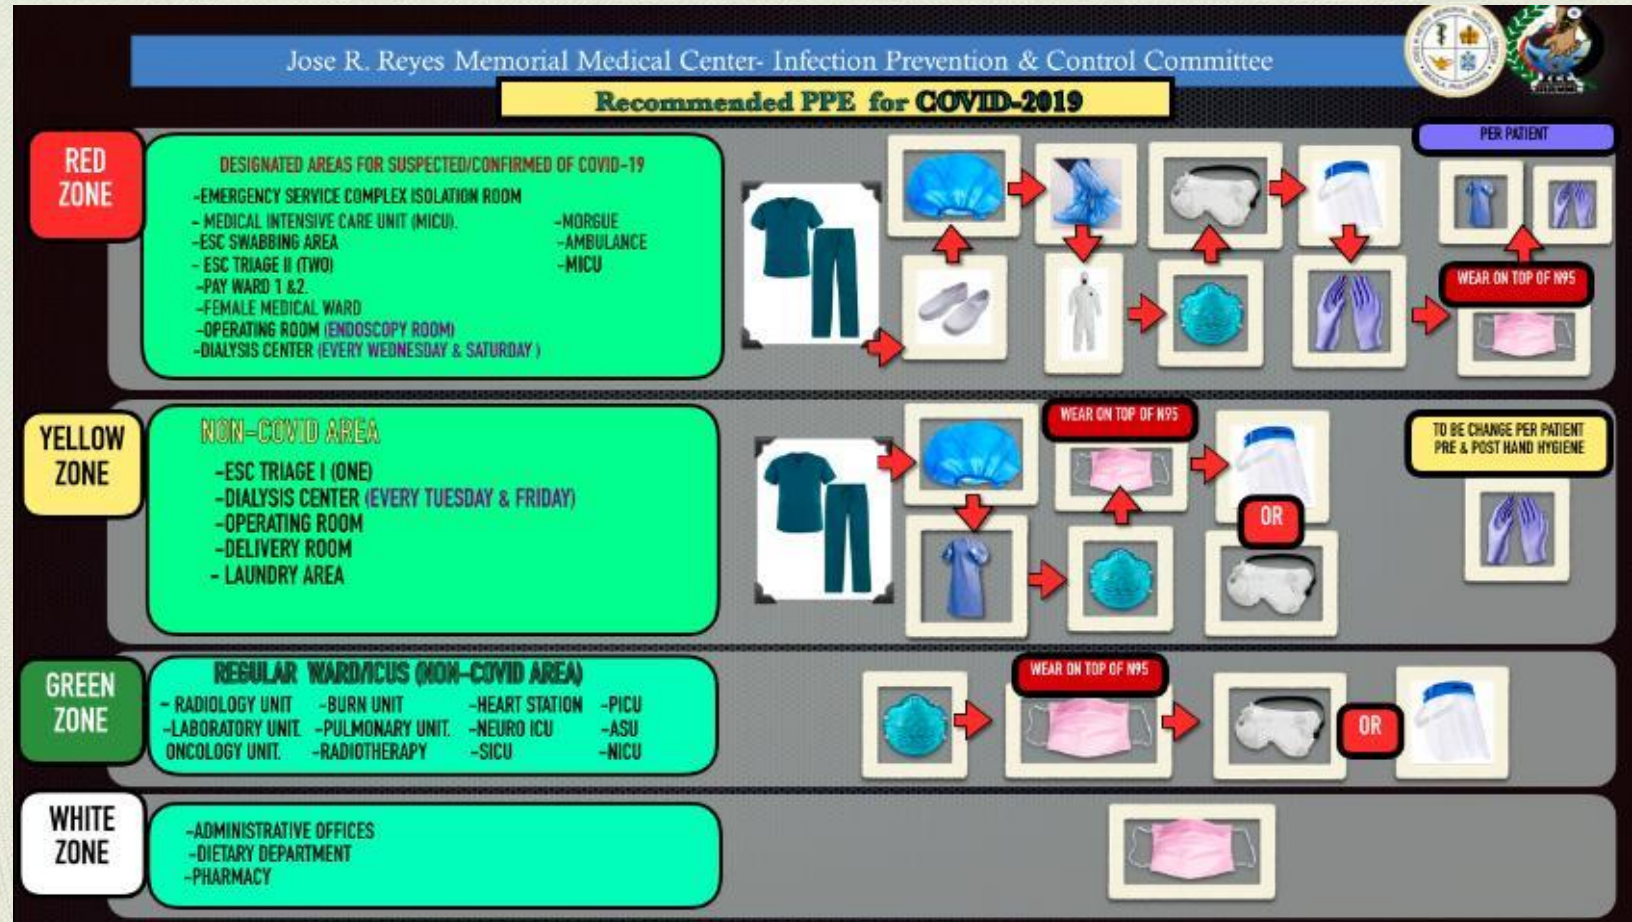 Jose R. Reyes Memorial Medical Center- Infection Prevention & Control Committee
Recommended PPE for COVID-2019
RED
ZONE
DESIGNATED AREAS FOR SUSPECTED/CONFIRMED OF COVID-19
-EMERGENCY SERVICE COMPLEX ISOLATION ROOM
- MEDICAL INTENSIVE CARE UNIT (MICU).
-ESC SWABBING AREA
- ESC TRIAGE II (TWO)
-PAY WARD 1 &2.
-FEMALE MEDICAL WARD
-OPERATING ROOM (ENDOSCOPY ROOM)
-DIALYSIS CENTER (EVERY WEDNESDAY & SATURDAY )
-MORGUE
-AMBULANCE
-MICU
PER PATIENT
WEAR ON TOP OF N95
YELLOW
ZONE
NON-COVID AREA
-ESC TRIAGE I (ONE)
-DIALYSIS CENTER (EVERY TUESDAY & FRIDAY)
-OPERATING ROOM
-DELIVERY ROOM
- LAUNDRY AREA
WEAR ON TOP OF N95
OR
TO BE CHANGE PER PATIENT
PRE & POST HAND HYGIENE
GREEN
ZONE
REGULAR WARD/ICUS (NON-COVID AREA)
- RADIOLOGY UNIT -BURN UNIT -HEART STATION -PICU
-LABORATORY UNIT. -PULMONARY UNIT. -NEURO ICU -ASU
ONCOLOGY UNIT. -RADIOTHERAPY -SICU -NICU
WEAR ON TOP OF N95
OR
WHITE
ZONE
-ADMINISTRATIVE OFFICES
-DIETARY DEPARTMENT
-PHARMACY